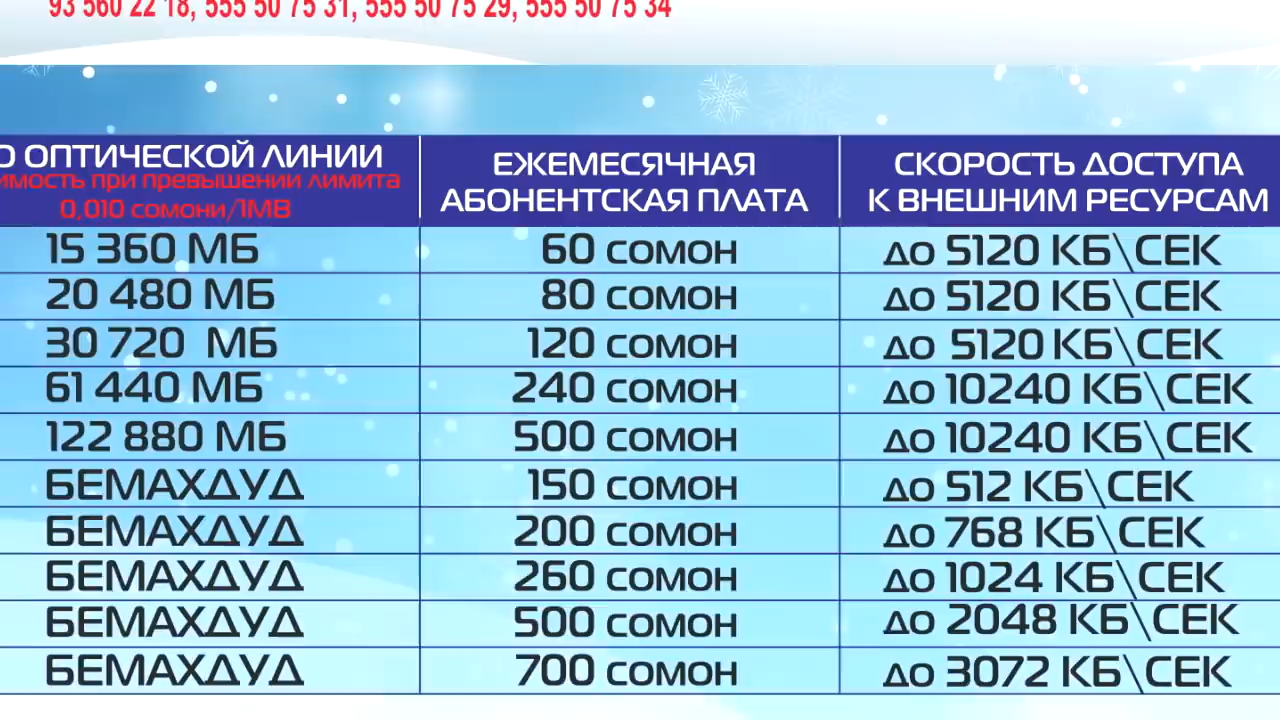 93 560 22 18, 555 50 75 31, 555 50 75 29, 555 50 75 34
О ОПТИЧЕСКОЙ ЛИНИИ
имость при превышении лимита
0,010 сомони/1МВ
ЕЖЕМЕСЯЧНАЯ
АБОНЕНТСКАЯ ПЛАТА
СКОРОСТЬ ДОСТУПА
К ВНЕШНИМ РЕСУРСАМ
15 360 МБ 60 сомон до 5120 КБ\СЕК
20 480 МБ 80 сомон до 5120 КБ\СЕК
30 720 МБ 120 сомон до 5120 КБ\СЕК
61 440 МБ 240 сомон до 10240 КБ\СЕК
122 880 МБ 500 сомон до 10240 КБ\СЕК
БЕМАХДУД 150 сомон до 512 КБ\СЕК
БЕМАХДУД 200 сомон до 768 КБ\СЕК
БЕМАХДУД 260 сомон до 1024 КБ\СЕК
БЕМАХДУД 500 сомон до 2048 КБ\СЕК
БЕМАХДУД 700 сомон до 3072 КБ\СЕК